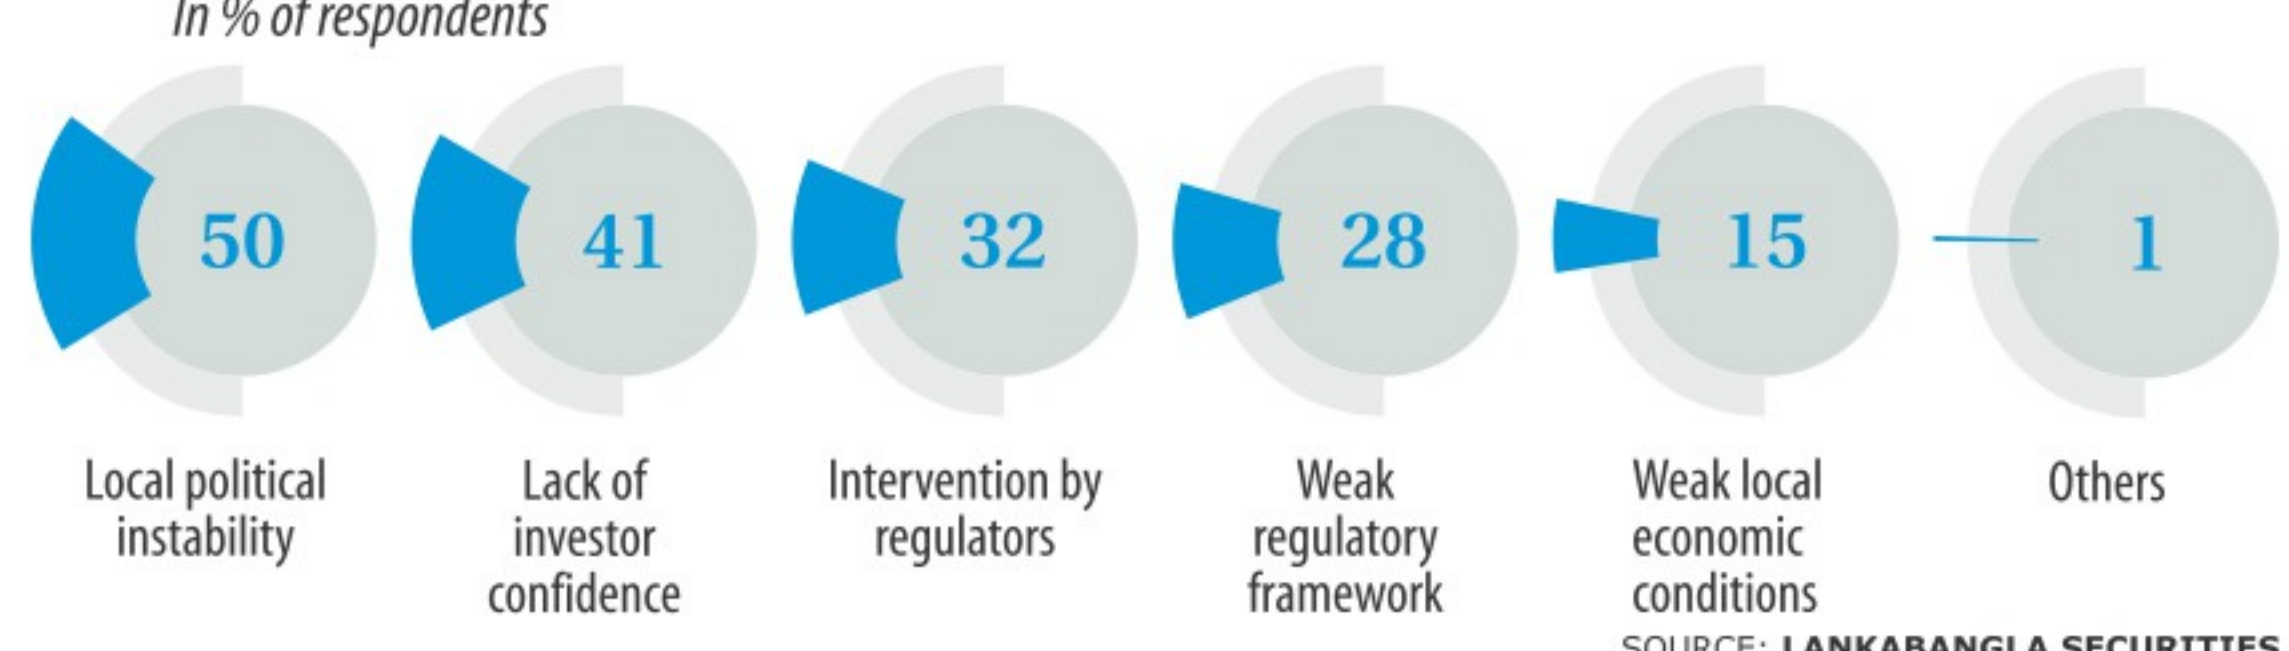 In % of respondents
50
41
32
28
15
1
Local political
instability
Lack of
investor
confidence
Intervention by
regulators
Weak
regulatory
framework
Weak local
economic
conditions
Others
SOURCE: LANKABANGLA SECURITIES